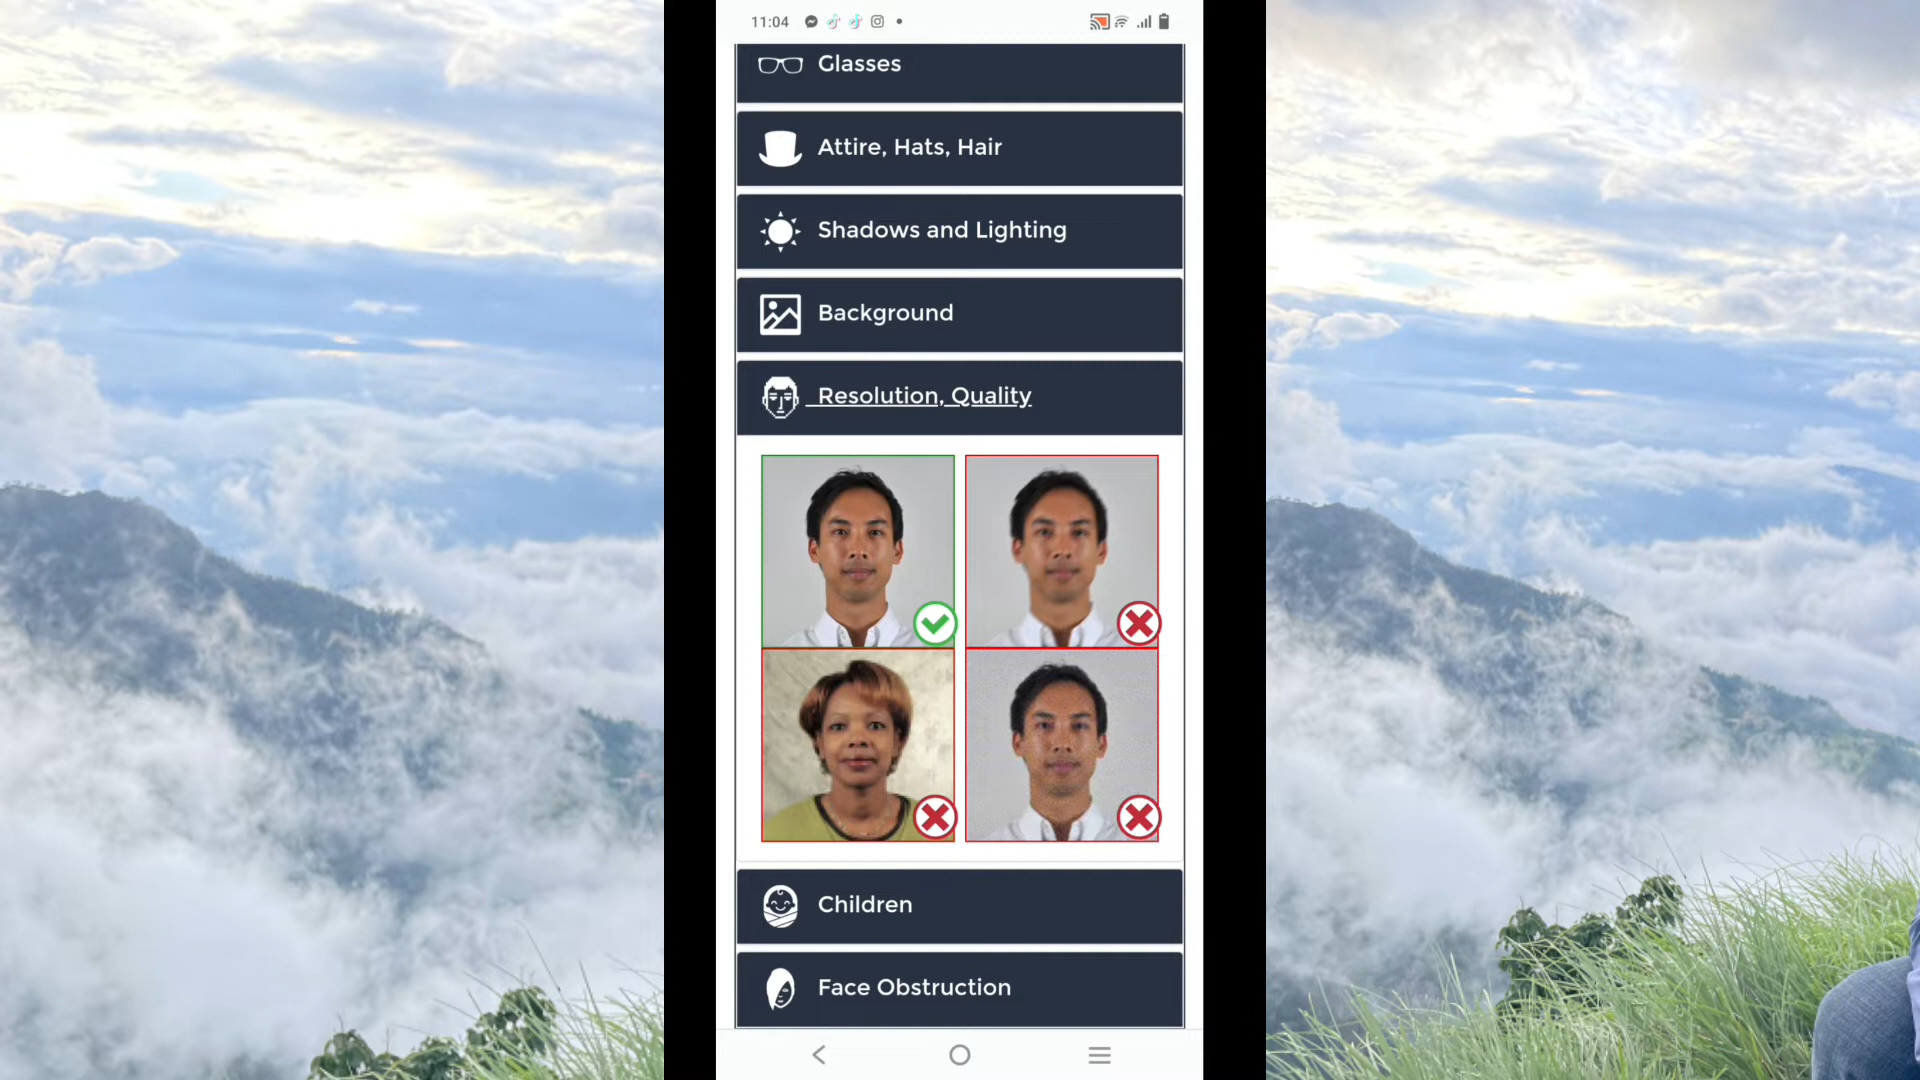 11:04
Glasses
Attire, Hats, Hair
Shadows and Lighting
Background
Resolution, Quality
Children
Face Obstruction